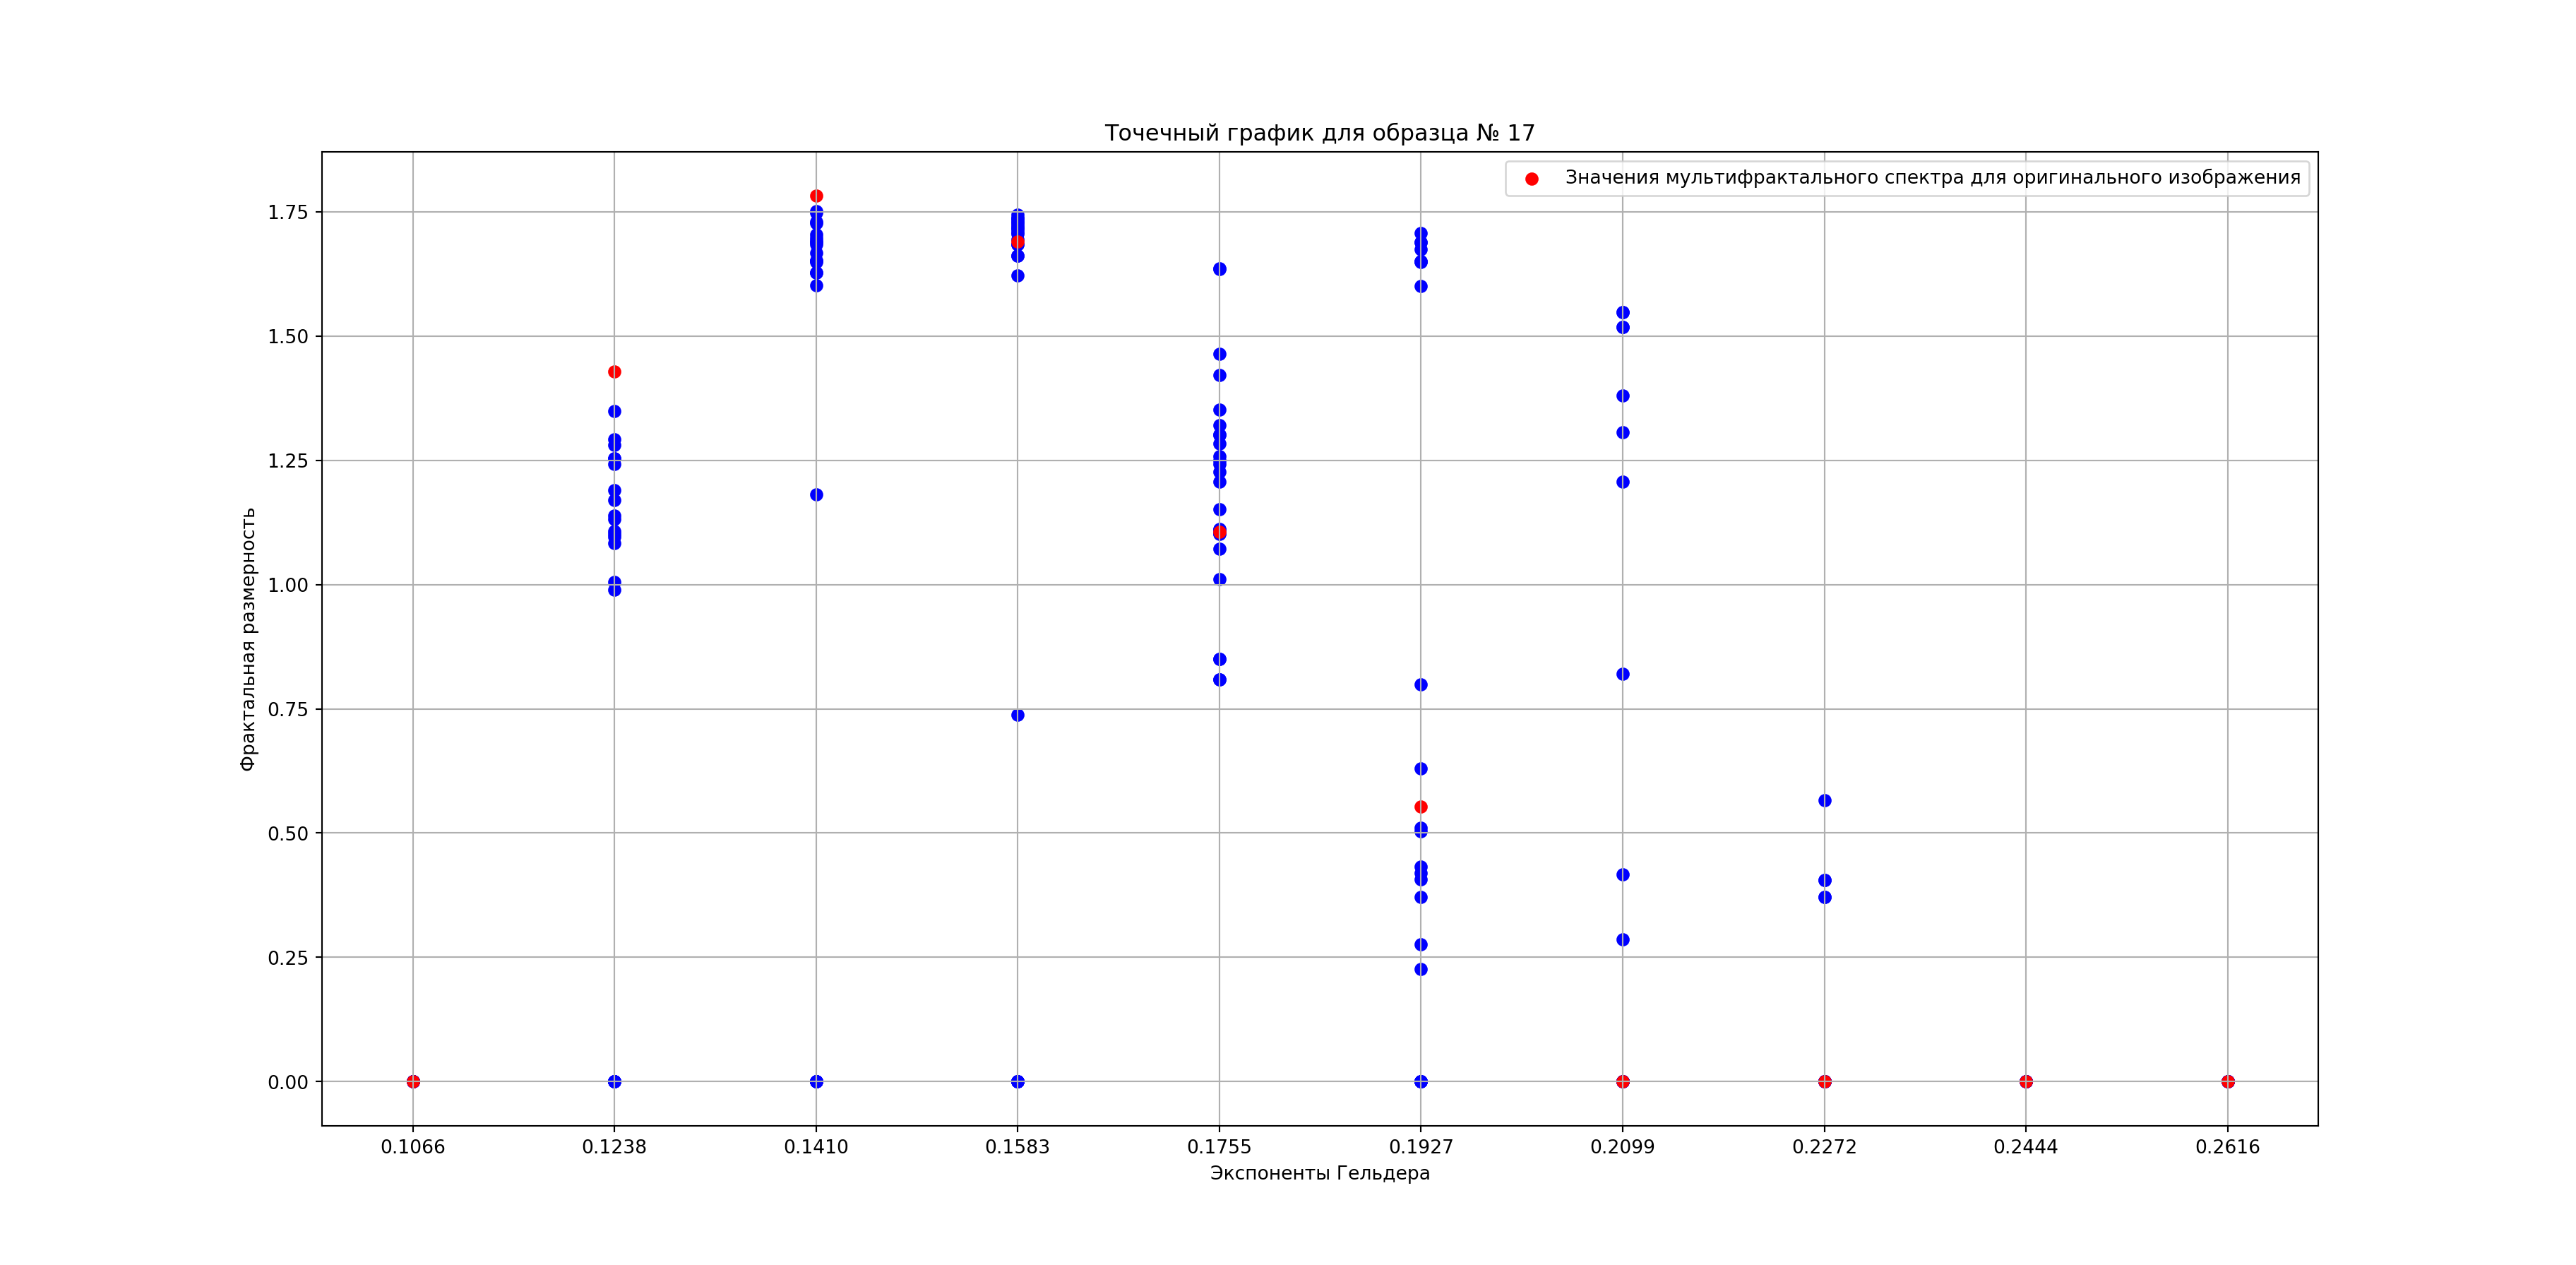 Точечный график для образца № 17
Значения мультифрактального спектра для оригинального изображения
Фрактальная размерность
1.75
1.50
1.25
1.00
0.75
0.50
0.25
0.00
0.1066 0.1238 0.1410 0.1583 0.1755 0.1927 0.2099 0.2272 0.2444 0.2616
Экспоненты Гельдера